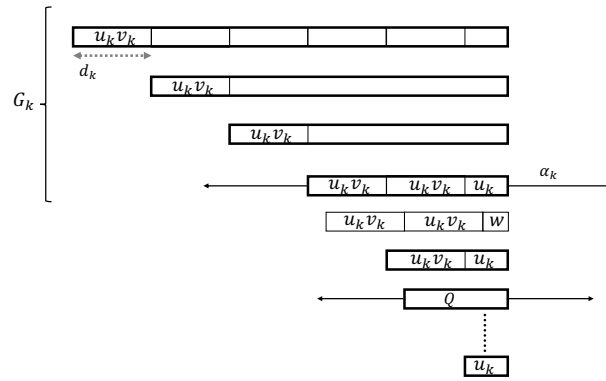 u_k v_k
d_k
G_k
u_k v_k
u_k v_k
α_k
u_k v_k u_k v_k u_k
u_k v_k u_k v_k w
u_k v_k u_k
Q
u_k